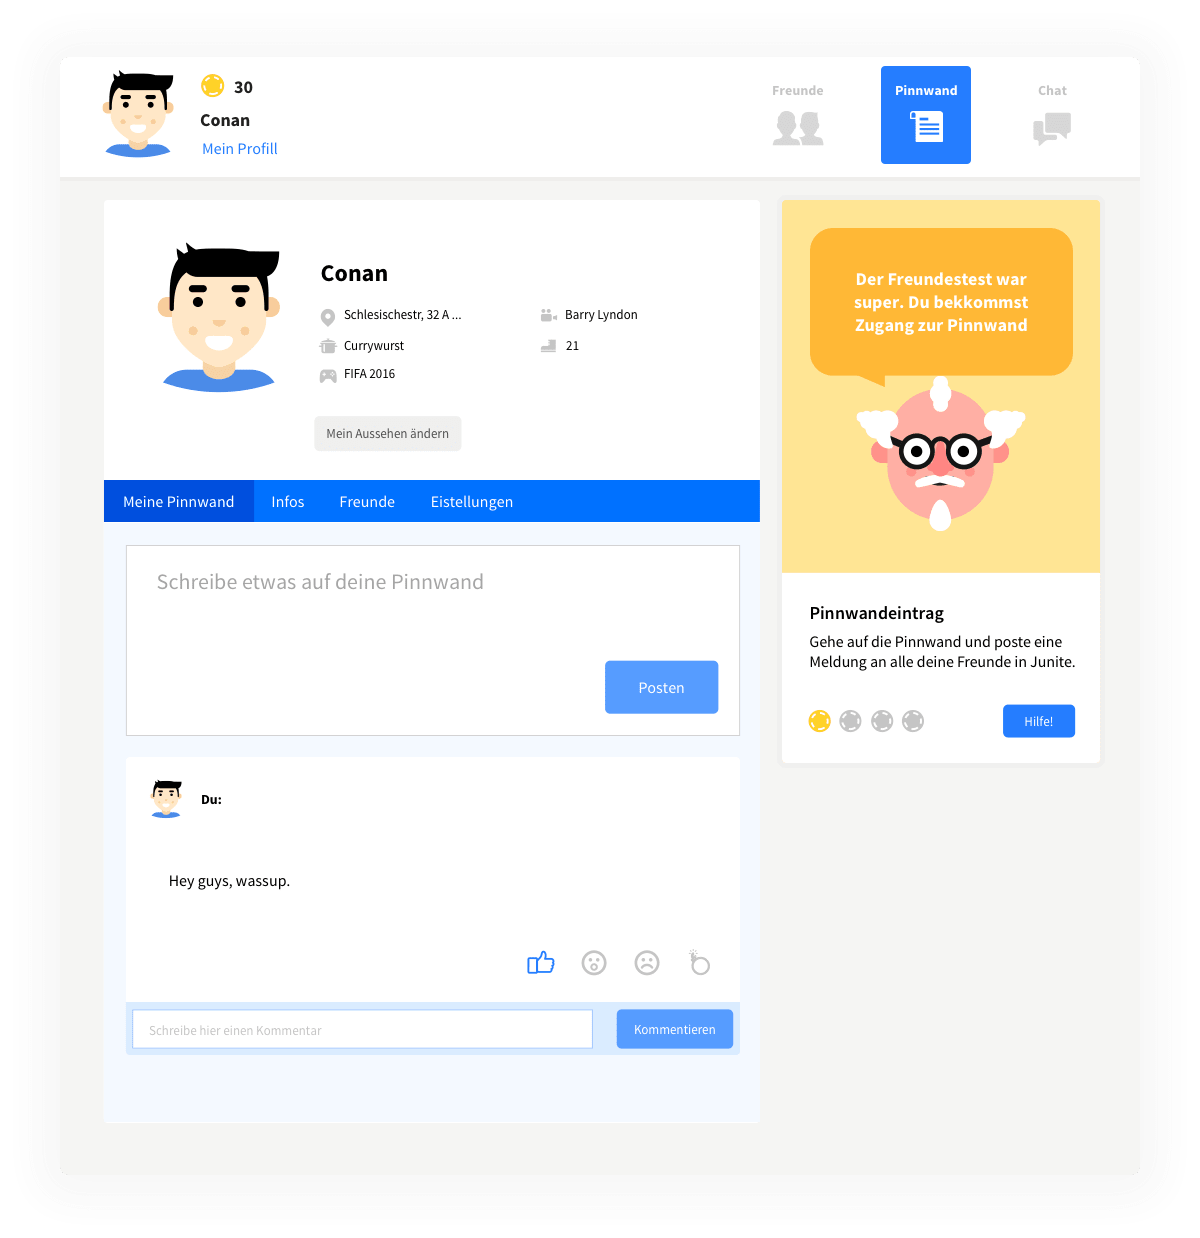 30
Conan
Mein Profill
Freunde
Pinnwand
Chat
Conan
Schlesischestr, 32 A ...
Barry Lyndon
Currywurst
21
FIFA 2016
Mein Aussehen ändern
Meine Pinnwand
Infos
Freunde
Eistellungen
Schreibe etwas auf deine Pinnwand
Posten
Du:
Hey guys, wassup.
Schreibe hier einen Kommentar
Kommentieren
Der Freundestest war
super. Du bekkommst
Zugang zur Pinnwand
Pinnwandeintrag
Gehe auf die Pinnwand und poste eine
Meldung an alle deine Freunde in Junite.
Hilfe!